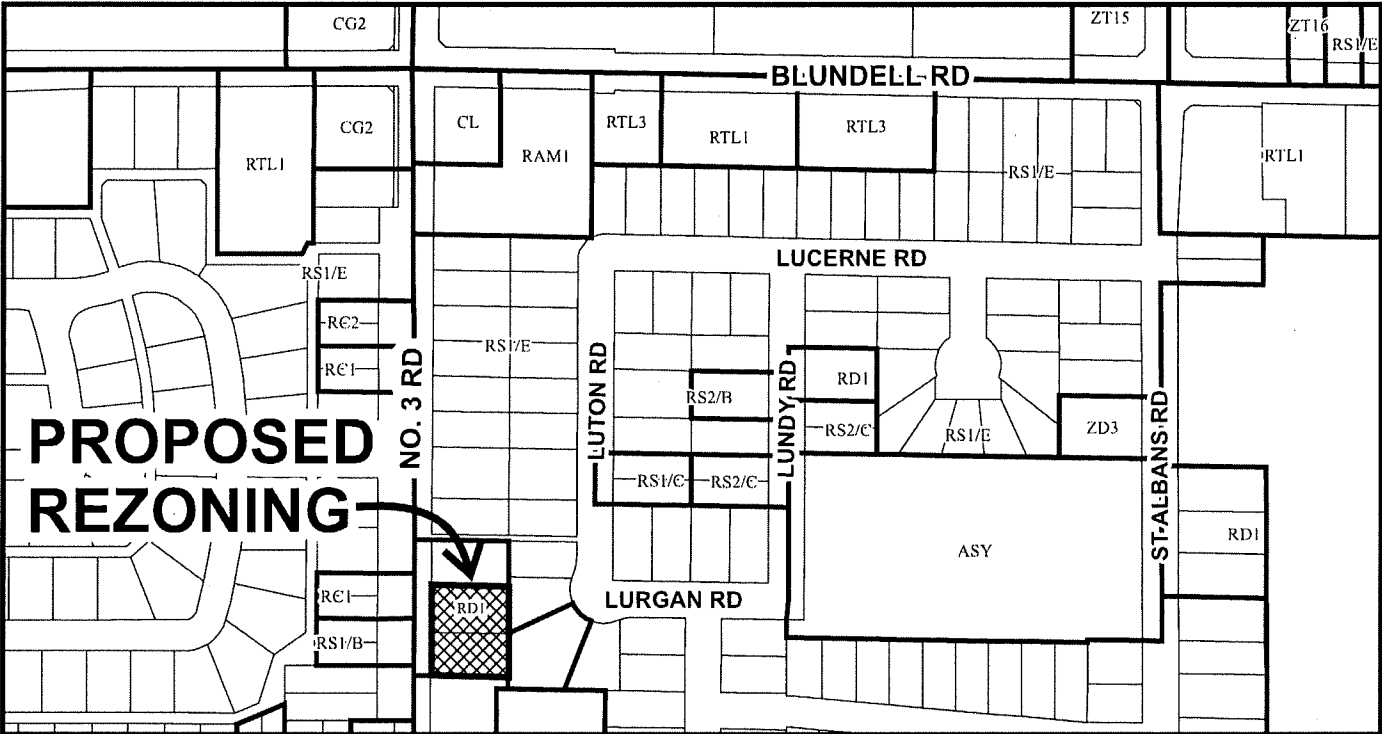 CG2
ZT15
ZT16
RS1/E
BLUNDELL RD
CG2
CL
RTL3
RTL1
RTL3
RTL1
RAM1
RTL1
RS1/E
LUCERNE RD
RS1/E
RC2
RC1
NO. 3 RD
RS1/E
LUTON RD
RS2/B
LUNDY RD
RD1
RS2/C
RS1/E
ZD3
ST. ALBANS RD
PROPOSED
REZONING
RS1/C
RS2/C
ASY
RD1
RC1
RD1
LURGAN RD
RS1/B